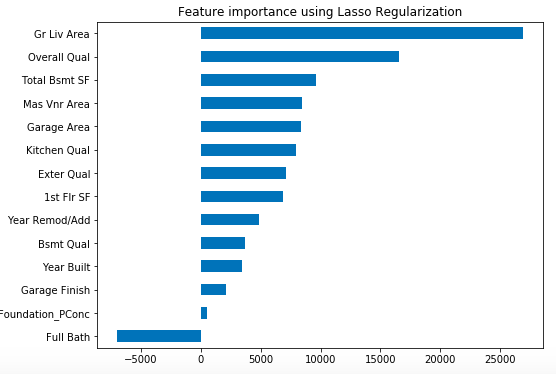 Feature importance using Lasso Regularization
Gr Liv Area
Overall Qual
Total Bsmt SF
Mas Vnr Area
Garage Area
Kitchen Qual
Exter Qual
1st Flr SF
Year Remod/Add
Bsmt Qual
Year Built
Garage Finish
Foundation_PConc
Full Bath
−5000 0 5000 10000 15000 20000 25000